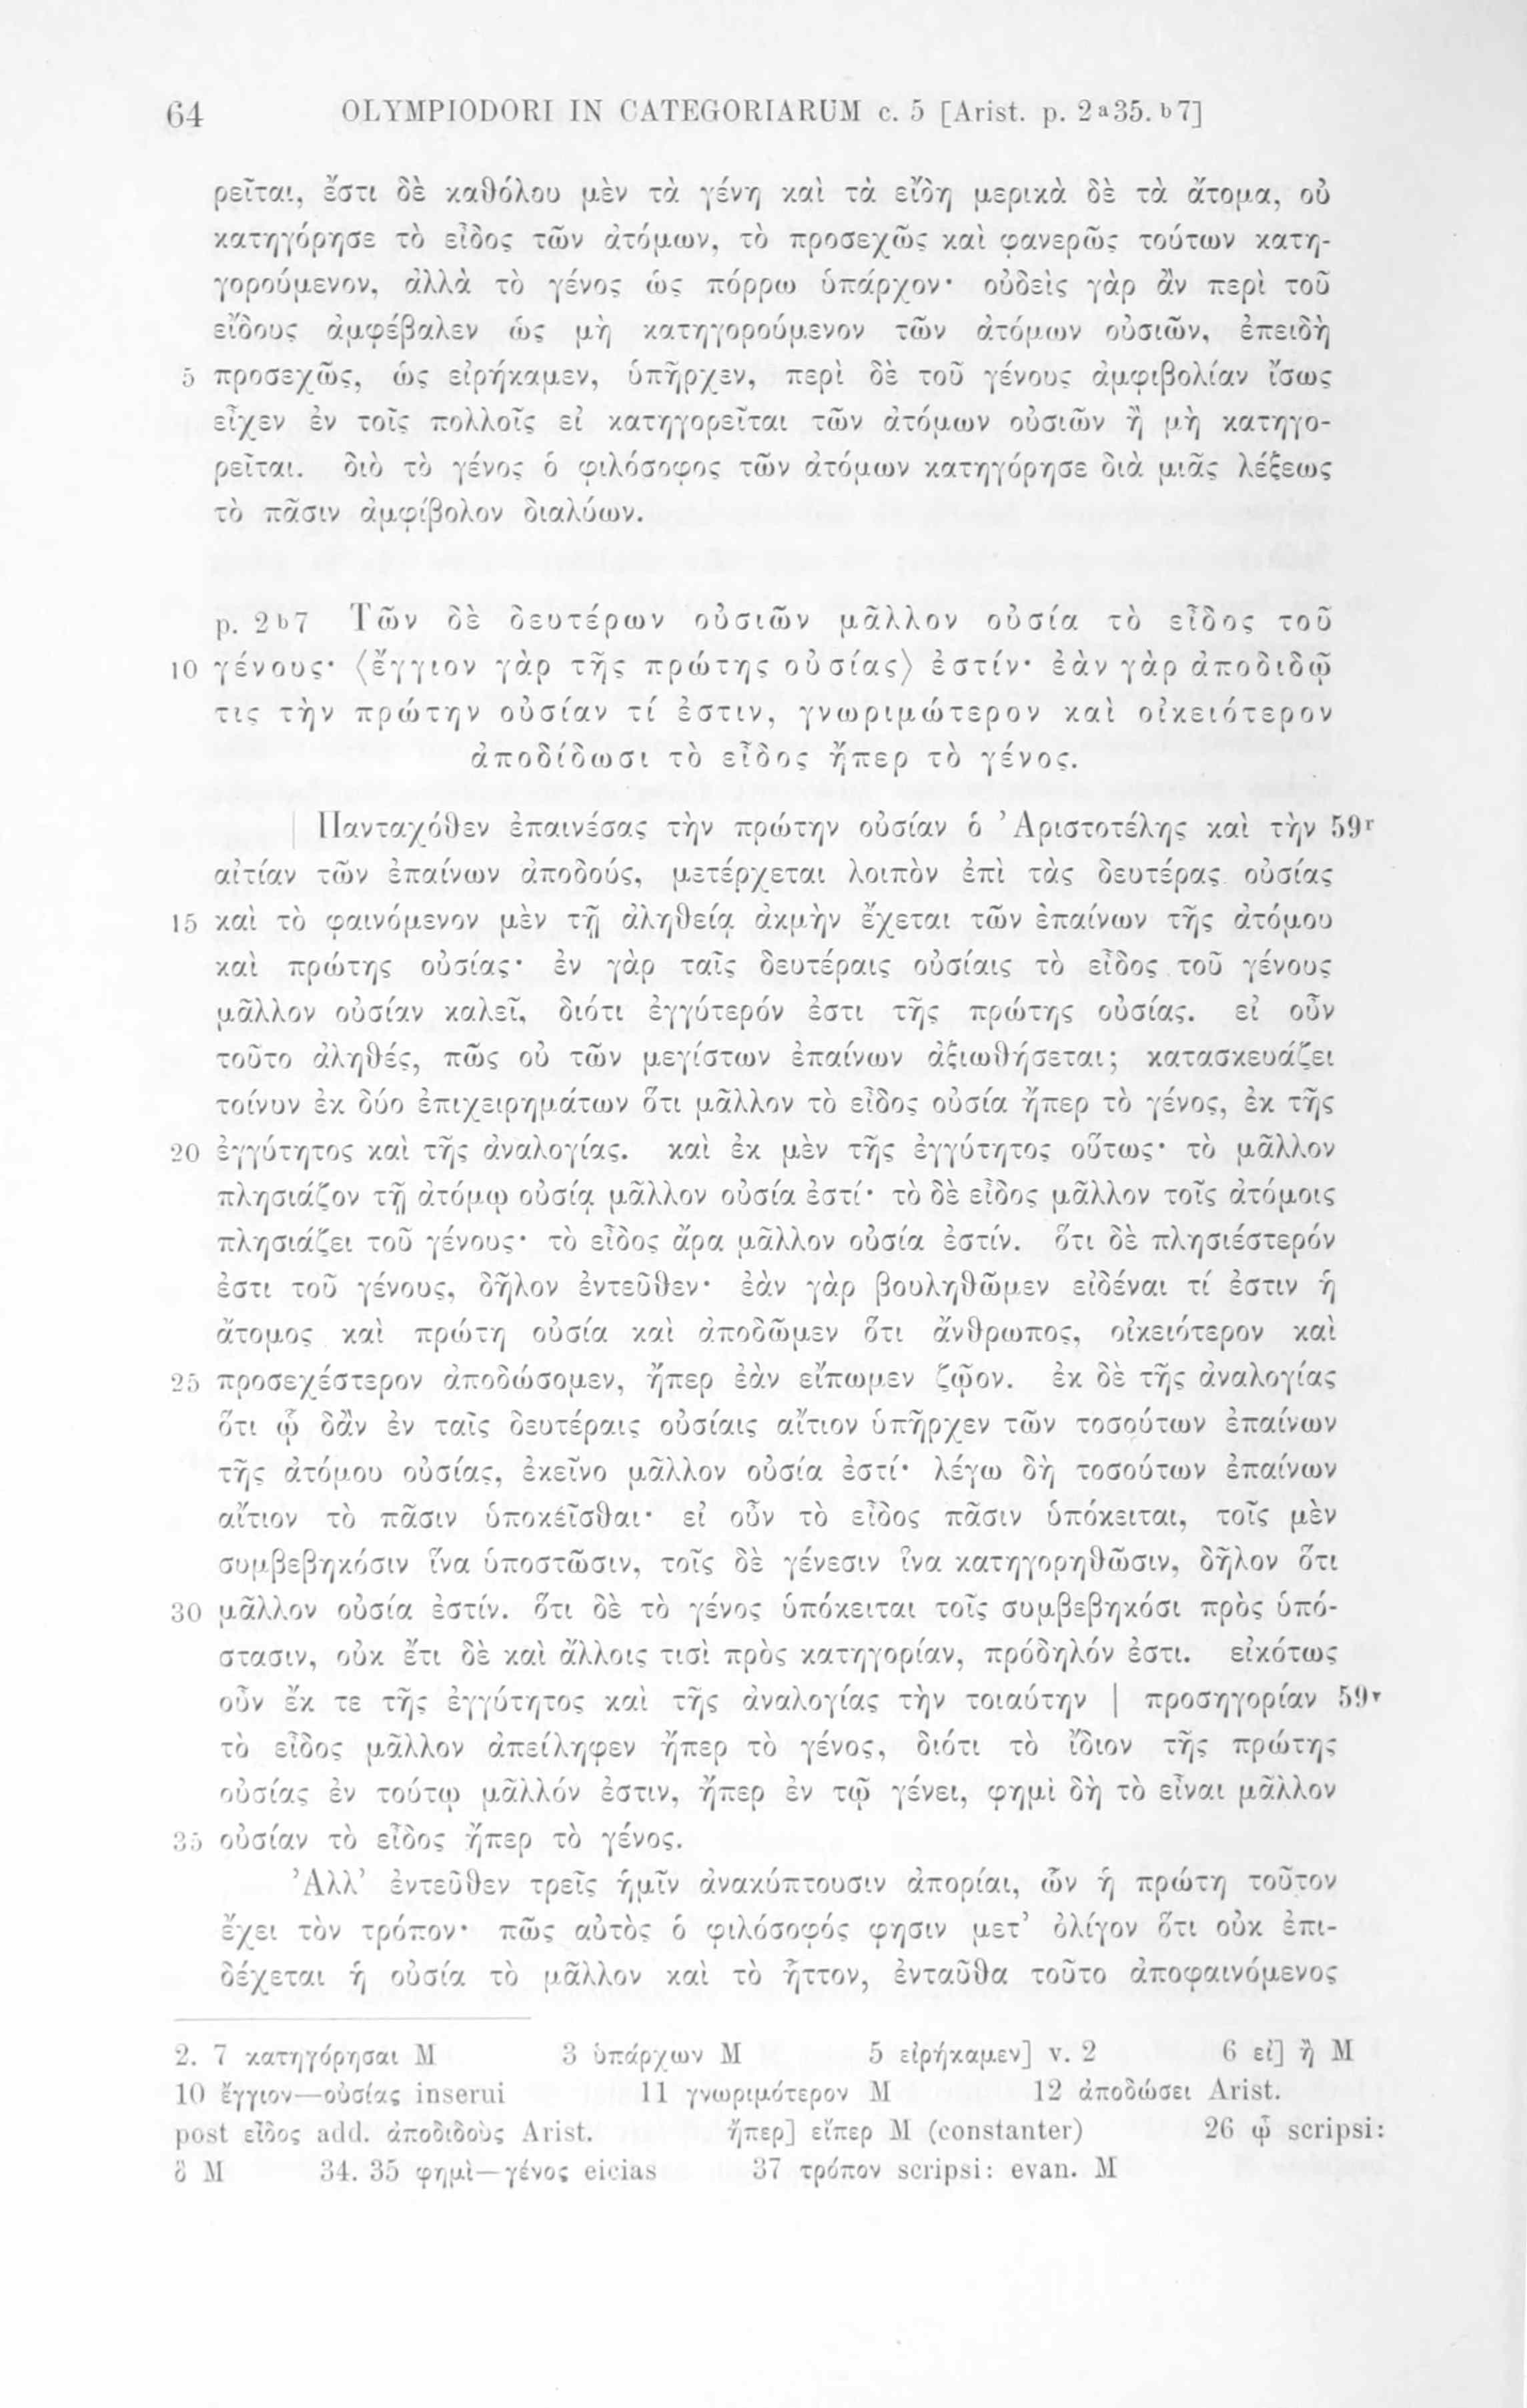 64 OLYMPIODORI IN CATEGORIARUM c. 5 [Arist. p. 2a35. b7]
ρεῖται, ἔστι δὲ καθόλου μὲν τὰ γένη καὶ τὰ εἴδη μερικὰ δὲ τὰ ἄτομα, οὐ
κατηγόρησε τὸ εἶδος τῶν ἀτόμων, τὸ προσεχῶς καὶ φανερῶς τούτων κατη-
γορούμενον, ἀλλὰ τὸ γένος ὡς πόρρω ὑπάρχον· οὐδεὶς γὰρ ἂν περὶ τοῦ
εἴδους ἀμφέβαλεν ὡς μὴ κατηγορούμενον τῶν ἀτόμων οὐσιῶν, ἐπειδὴ
5 προσεχῶς, ὡς εἰρήκαμεν, ὑπῆρχεν, περὶ δὲ τοῦ γένους ἀμφιβολίαν ἴσως
εἶχεν ἐν τοῖς πολλοῖς εἰ κατηγορεῖται τῶν ἀτόμων οὐσιῶν ἢ μὴ κατηγο-
ρεῖται. διὸ τὸ γένος ὁ φιλόσοφος τῶν ἀτόμων κατηγόρησε διὰ μιᾶς λέξεως
τὸ πᾶσιν ἀμφίβολον διαλύων.
p. 2b7 Τῶν δὲ δευτέρων οὐσιῶν μᾶλλον οὐσία τὸ εἶδος τοῦ
10 γένους· ⟨ἔγγιον γὰρ τῆς πρώτης οὐσίας⟩ ἐστίν· ἐὰν γὰρ ἀποδιδῷ
τις τὴν πρώτην οὐσίαν τί ἐστιν, γνωριμώτερον καὶ οἰκειότερον
ἀποδίδωσι τὸ εἶδος ἤπερ τὸ γένος.
| Πανταχόθεν ἐπαινέσας τὴν πρώτην οὐσίαν ὁ Ἀριστοτέλης καὶ τὴν 59r
αἰτίαν τῶν ἐπαίνων ἀποδούς, μετέρχεται λοιπὸν ἐπὶ τὰς δευτέρας οὐσίας
15 καὶ τὸ φαινόμενον μὲν τῇ ἀληθείᾳ ἀκμὴν ἔχεται τῶν ἐπαίνων τῆς ἀτόμου
καὶ πρώτης οὐσίας· ἐν γὰρ ταῖς δευτέραις οὐσίαις τὸ εἶδος τοῦ γένους
μᾶλλον οὐσίαν καλεῖ, διότι ἐγγύτερόν ἐστι τῆς πρώτης οὐσίας. εἰ οὖν
τοῦτο ἀληθές, πῶς οὐ τῶν μεγίστων ἐπαίνων ἀξιωθήσεται; κατασκευάζει
τοίνυν ἐκ δύο ἐπιχειρημάτων ὅτι μᾶλλον τὸ εἶδος οὐσία ἤπερ τὸ γένος, ἐκ τῆς
20 ἐγγύτητος καὶ τῆς ἀναλογίας. καὶ ἐκ μὲν τῆς ἐγγύτητος οὕτως· τὸ μᾶλλον
πλησιάζον τῇ ἀτόμῳ οὐσίᾳ μᾶλλον οὐσία ἐστί· τὸ δὲ εἶδος μᾶλλον τοῖς ἀτόμοις
πλησιάζει τοῦ γένους· τὸ εἶδος ἄρα μᾶλλον οὐσία ἐστίν. ὅτι δὲ πλησιέστερόν
ἐστι τοῦ γένους, δῆλον ἐντεῦθεν· ἐὰν γὰρ βουληθῶμεν εἰδέναι τί ἐστιν ἡ
ἄτομος καὶ πρώτη οὐσία καὶ ἀποδῶμεν ὅτι ἄνθρωπος, οἰκειότερον καὶ
25 προσεχέστερον ἀποδώσομεν, ἤπερ ἐὰν εἴπωμεν ζῷον. ἐκ δὲ τῆς ἀναλογίας
ὅτι ᾧ δἂν ἐν ταῖς δευτέραις οὐσίαις αἴτιον ὑπῆρχεν τῶν τοσούτων ἐπαίνων
τῆς ἀτόμου οὐσίας, ἐκεῖνο μᾶλλον οὐσία ἐστί· λέγω δὴ τοσούτων ἐπαίνων
αἴτιον τὸ πᾶσιν ὑποκεῖσθαι· εἰ οὖν τὸ εἶδος πᾶσιν ὑπόκειται, τοῖς μὲν
συμβεβηκόσιν ἵνα ὑποστῶσιν, τοῖς δὲ γένεσιν ἵνα κατηγορηθῶσιν, δῆλον ὅτι
30 μᾶλλον οὐσία ἐστίν. ὅτι δὲ τὸ γένος ὑπόκειται τοῖς συμβεβηκόσι πρὸς ὑπό-
στασιν, οὐκ ἔτι δὲ καὶ ἄλλοις τισὶ πρὸς κατηγορίαν, πρόδηλόν ἐστι. εἰκότως
οὖν ἔκ τε τῆς ἐγγύτητος καὶ τῆς ἀναλογίας τὴν τοιαύτην | προσηγορίαν 59v
τὸ εἶδος μᾶλλον ἀπείληφεν ἤπερ τὸ γένος, διότι τὸ ἴδιον τῆς πρώτης
οὐσίας ἐν τούτῳ μᾶλλόν ἐστιν, ἤπερ ἐν τῷ γένει, φημὶ δὴ τὸ εἶναι μᾶλλον
35 οὐσίαν τὸ εἶδος ἤπερ τὸ γένος.
Ἀλλ’ ἐντεῦθεν τρεῖς ἡμῖν ἀνακύπτουσιν ἀπορίαι, ὧν ἡ πρώτη τοῦτον
ἔχει τὸν τρόπον· πῶς αὐτὸς ὁ φιλόσοφός φησιν μετ’ ὀλίγον ὅτι οὐκ ἐπι-
δέχεται ἡ οὐσία τὸ μᾶλλον καὶ τὸ ἧττον, ἐνταῦθα τοῦτο ἀποφαινόμενος
2. 7 κατηγόρησαι M 3 ὑπάρχων M 5 εἰρήκαμεν] v. 2 6 εἰ] ἢ M
10 ἔγγιον—οὐσίας inserui 11 γνωριμότερον M 12 ἀποδώσει Arist.
post εἶδος add. ἀποδιδοὺς Arist. ἤπερ] εἴπερ M (constanter) 26 ᾧ scripsi:
ὃ M 34. 35 φημὶ—γένος eicias 37 τρόπον scripsi: evan. M